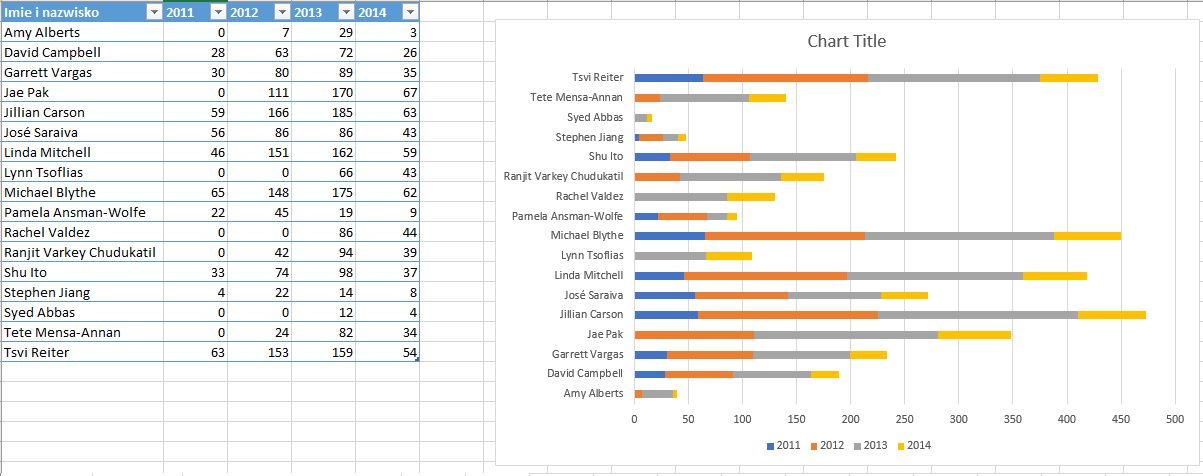 Imie i nazwisko 2011 2012 2013 2014
Amy Alberts 0 7 29 3
David Campbell 28 63 72 26
Garrett Vargas 30 80 89 35
Jae Pak 0 111 170 67
Jillian Carson 59 166 185 63
José Saraiva 56 86 86 43
Linda Mitchell 46 151 162 59
Lynn Tsoflias 0 0 66 43
Michael Blythe 65 148 175 62
Pamela Ansman-Wolfe 22 45 19 9
Rachel Valdez 0 0 86 44
Ranjit Varkey Chudukatil 0 42 94 39
Shu Ito 33 74 98 37
Stephen Jiang 4 22 14 8
Syed Abbas 0 0 12 4
Tete Mensa-Annan 0 24 82 34
Tsvi Reiter 63 153 159 54
Chart Title
Tsvi Reiter
Tete Mensa-Annan
Syed Abbas
Stephen Jiang
Shu Ito
Ranjit Varkey Chudukatil
Rachel Valdez
Pamela Ansman-Wolfe
Michael Blythe
Lynn Tsoflias
Linda Mitchell
José Saraiva
Jillian Carson
Jae Pak
Garrett Vargas
David Campbell
Amy Alberts
0 50 100 150 200 250 300 350 400 450 500
2011 2012 2013 2014